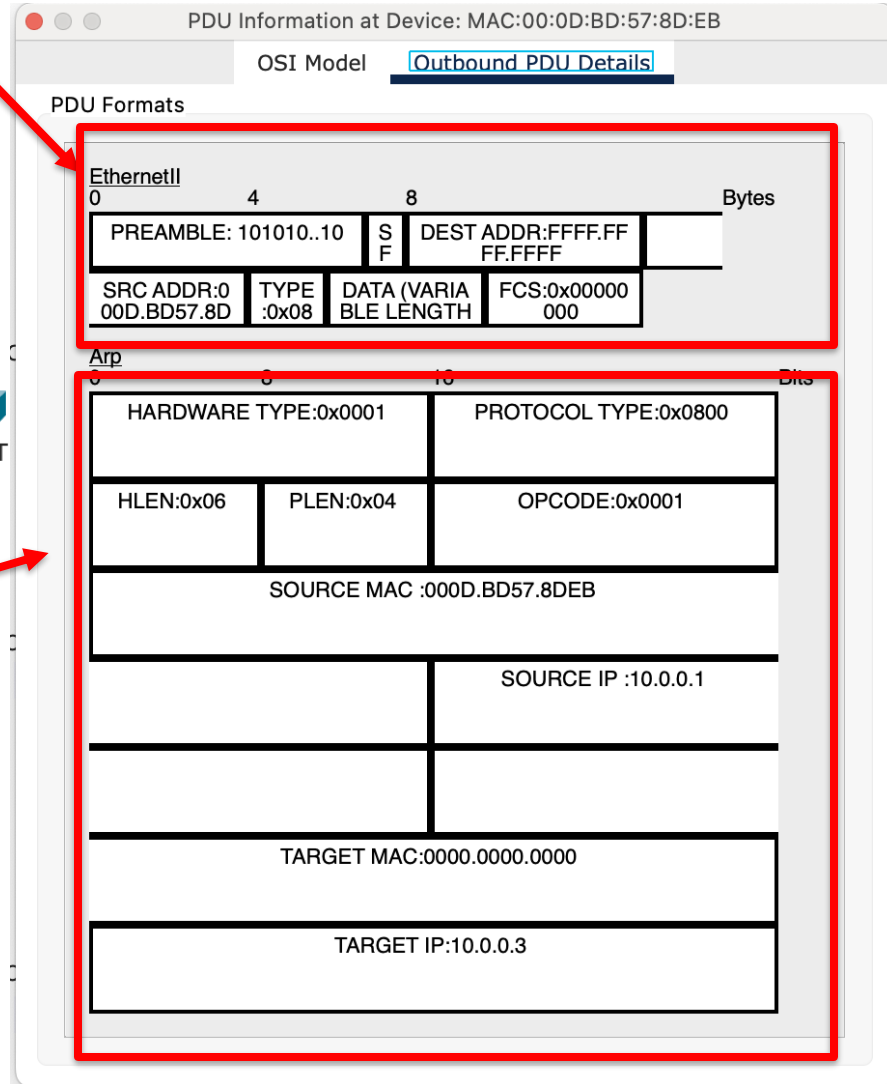 PDU Information at Device: MAC:00:0D:BD:57:8D:EB
OSI Model Outbound PDU Details
PDU Formats
EthernetII
0 4 8 Bytes
PREAMBLE: 101010..10 S F DEST ADDR:FFFF.FF FF.FFFF
SRC ADDR:0 00D.BD57.8D TYPE :0x08 DATA (VARIA BLE LENGTH FCS:0x00000 000
Arp
HARDWARE TYPE:0x0001 PROTOCOL TYPE:0x0800
HLEN:0x06 PLEN:0x04 OPCODE:0x0001
SOURCE MAC :000D.BD57.8DEB
SOURCE IP :10.0.0.1
TARGET MAC:0000.0000.0000
TARGET IP:10.0.0.3